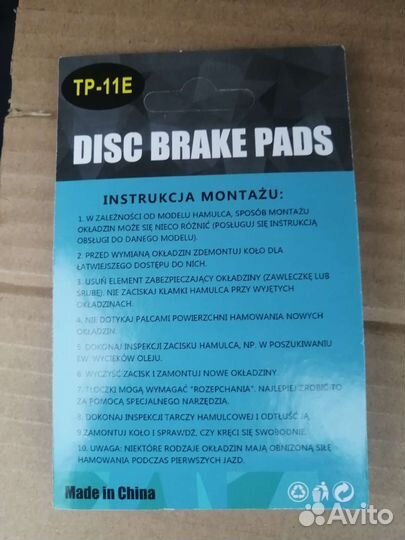 TP-11E
DISC BRAKE PADS
INSTRUKCJA MONTAŻU:
1. W ZALEŻNOŚCI OD MODELU HAMULCA, SPOSÓB MONTAŻU
OKŁADZIN MOŻE SIĘ NIECO RÓŻNIĆ (POSŁUGUJ SIĘ INSTRUKCJĄ
OBSŁUGI DO DANEGO MODELU).
2. PRZED WYMIANĄ OKŁADZIN ZDEMONTUJ KOŁO DLA
ŁATWIEJSZEGO DOSTĘPU DO NICH.
3. USUŃ ELEMENT ZABEZPIECZAJĄCY OKŁADZINY (ZAWLECZKĘ LUB
ŚRUBĘ). NIE ZACISKAJ KLAMKI HAMULCA PRZY WYJĘTYCH
OKŁADZINACH.
4. NIE DOTYKAJ PALCAMI POWIERZCHNI HAMOWANIA NOWYCH
OKŁADZIN.
5. DOKONAJ INSPEKCJI ZACISKU HAMULCA, NP. W POSZUKIWANIU
EW. WYCIEKÓW OLEJU.
6. WYCZYŚĆ ZACISK I ZAMONTUJ NOWE OKŁADZINY.
7. TŁOCZKI MOGĄ WYMAGAĆ "ROZEPCHANIA". NAJLEPIEJ ZROBIĆ TO
ZA POMOCĄ SPECJALNEGO NARZĘDZIA.
8. DOKONAJ INSPEKCJI TARCZY HAMULCOWEJ I ODTŁUŚĆ JĄ.
9.ZAMONTUJ KOŁO I SPRAWDŹ, CZY KRĘCI SIĘ SWOBODNIE.
10. UWAGA: NIEKTÓRE RODZAJE OKŁADZIN MAJĄ OBNIŻONĄ SIŁĘ
HAMOWANIA PODCZAS PIERWSZYCH JAZD.
Made in China
Avito